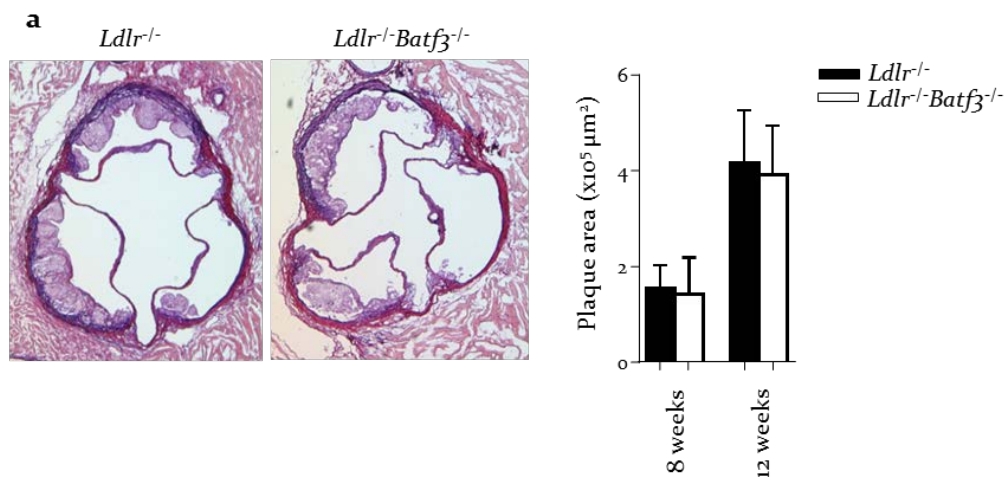 a
Ldlr⁻/⁻
Ldlr⁻/⁻Batf3⁻/⁻
Plaque area (x10⁵ µm²)
6
4
2
0
8 weeks
12 weeks
Ldlr⁻/⁻
Ldlr⁻/⁻Batf3⁻/⁻